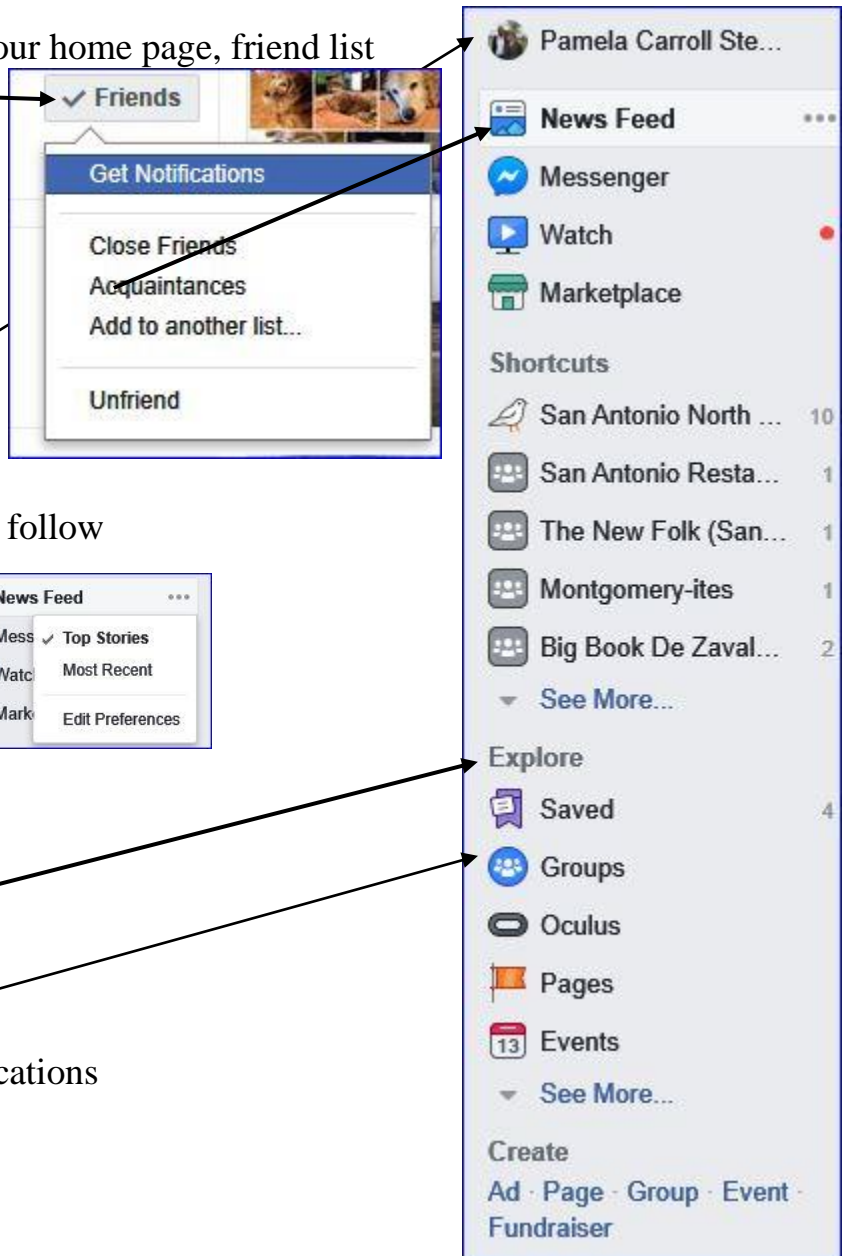 our home page, friend list
Friends
Get Notifications
Close Friends
Acquaintances
Add to another list...
Unfriend
follow
News Feed
Mess
Top Stories
Watc
Most Recent
Mark
Edit Preferences
cations
Pamela Carroll Ste...
News Feed
Messenger
Watch
Marketplace
Shortcuts
San Antonio North ... 10
San Antonio Resta... 1
The New Folk (San... 1
Montgomery-ites 1
Big Book De Zaval... 2
See More...
Explore
Saved 4
Groups
Oculus
Pages
13 Events
See More...
Create
Ad · Page · Group · Event ·
Fundraiser